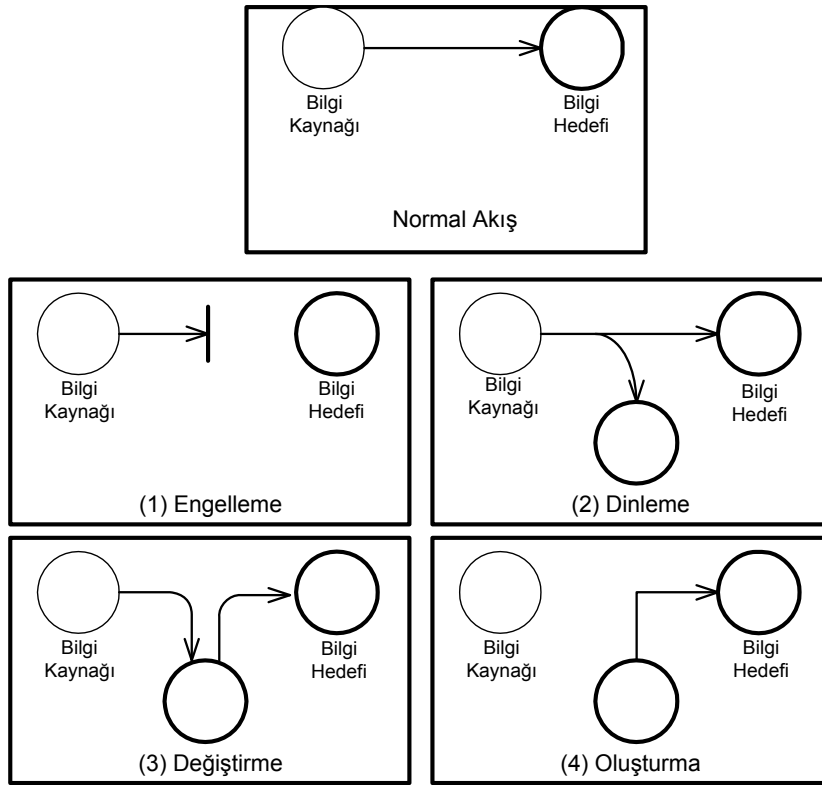 Bilgi
Kaynağı
Bilgi
Hedefi
Normal Akış
Bilgi
Kaynağı
Bilgi
Hedefi
(1) Engelleme
Bilgi
Kaynağı
Bilgi
Hedefi
(2) Dinleme
Bilgi
Kaynağı
Bilgi
Hedefi
(3) Değiştirme
Bilgi
Kaynağı
Bilgi
Hedefi
(4) Oluşturma